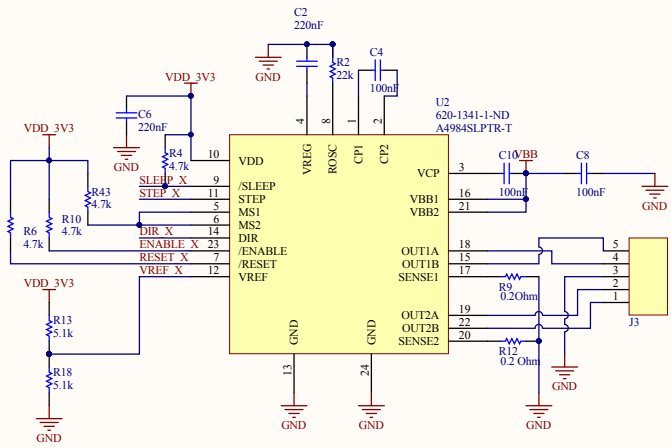 C2
220nF
GND
R2
22k
C4
100nF
VDD_3V3
C6
220nF
GND
U2
620-1341-1-ND
A4984SLPTR-T
4
8
1
2
VREG
ROSC
CP1
CP2
VDD_3V3
R4
4.7k
10
VDD
VCP
3
C10
100nF
VBB
C8
100nF
GND
SLEEP_X
9
/SLEEP
STEP_X
11
STEP
VBB1
16
R43
4.7k
5
MS1
VBB2
21
R6
4.7k
R10
4.7k
6
MS2
DIR_X
14
DIR
ENABLE_X
23
/ENABLE
OUT1A
18
RESET_X
7
/RESET
OUT1B
15
VREF_X
12
VREF
SENSE1
17
R9
0.2Ohm
5
4
3
2
1
J3
VDD_3V3
R13
5.1k
R18
5.1k
GND
OUT2A
19
OUT2B
22
SENSE2
20
R12
0.2 Ohm
GND
GND
GND
13
24
GND
GND
GND